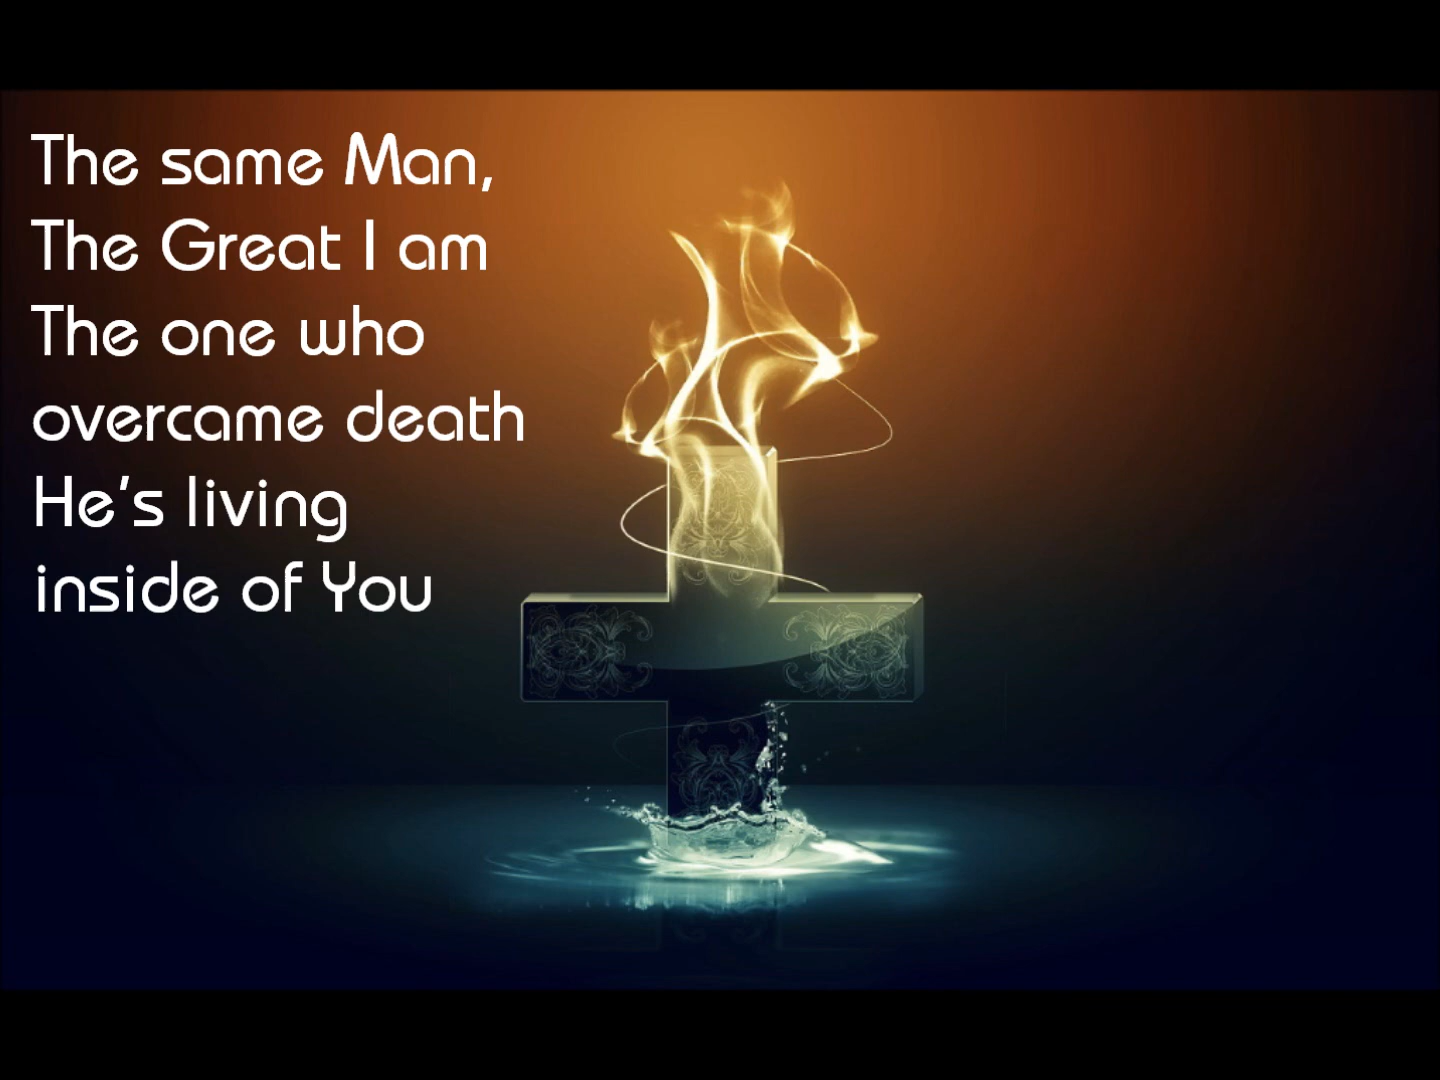 The same Man,
The Great I am
The one who
overcame death
He's living
inside of You